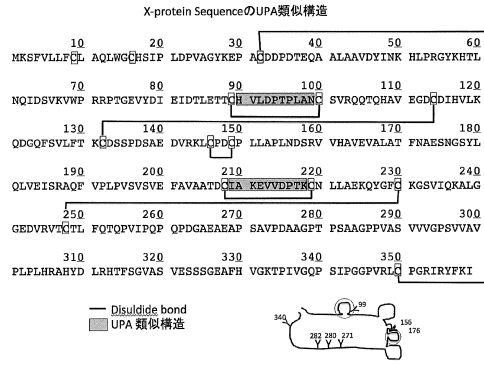 X-protein SequenceのUPA類似構造
10 20 30 40 50 60
MKSFVLLFCL AQLWGCHSIP LDPVAGYKEP ACDDPDTEQA ALAAVDYINK HLPRGYKHTL
70 80 90 100 110 120
NQIDSVKVWP RRPTGEVYDI EIDTLETTCH VLDPTPLANC SVRQQTQHAV EGDCDIHVLK
130 140 150 160 170 180
QDGQFSVLFT KCDSSPDSAE DVRKLCPDCP LLAPLNDSRV VHAVEVALAT FNAESNGSYL
190 200 210 220 230 240
QLVEISRAQF VPLPVSVSVE FAVAATDCIA KEVVDPTKCN LLAEKQYGFC KGSVIQKALG
250 260 270 280 290 300
GEDVRVTCTL FQTQPVIPQP QPDGAEAEAP SAVPDAAGPT PSAAGPPVAS VVVGPSVVAV
310 320 330 340 350
PLPLHRAHYD LRHTFSGVAS VESSSGEAFH VGKTPIVGQP SIPGGPVRLC PGRIRYFKI
Disuldide bond
UPA 類似構造
99
156
176
340
282 280 271